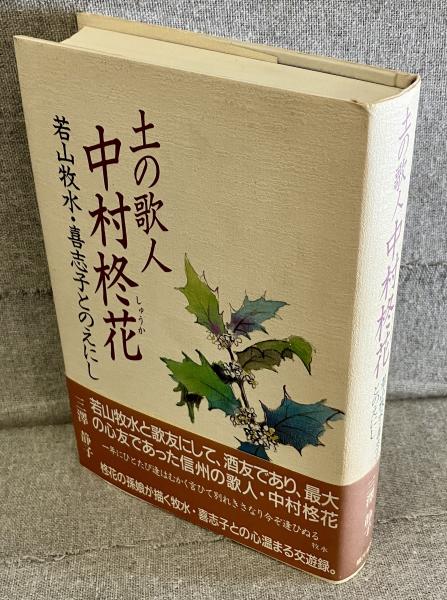 土の歌人
中村柊花
しゅうか
若山牧水・喜志子とのえにし
三澤 静子
若山牧水と歌友にして、酒友であり、最大
の心友であった信州の歌人・中村柊花
一年にひとたび逢はむかく言ひて別れきさなり今ぞ逢ひぬる
牧水
柊花の孫娘が描く牧水・喜志子との心温まる交遊録。
土の歌人 中村柊花